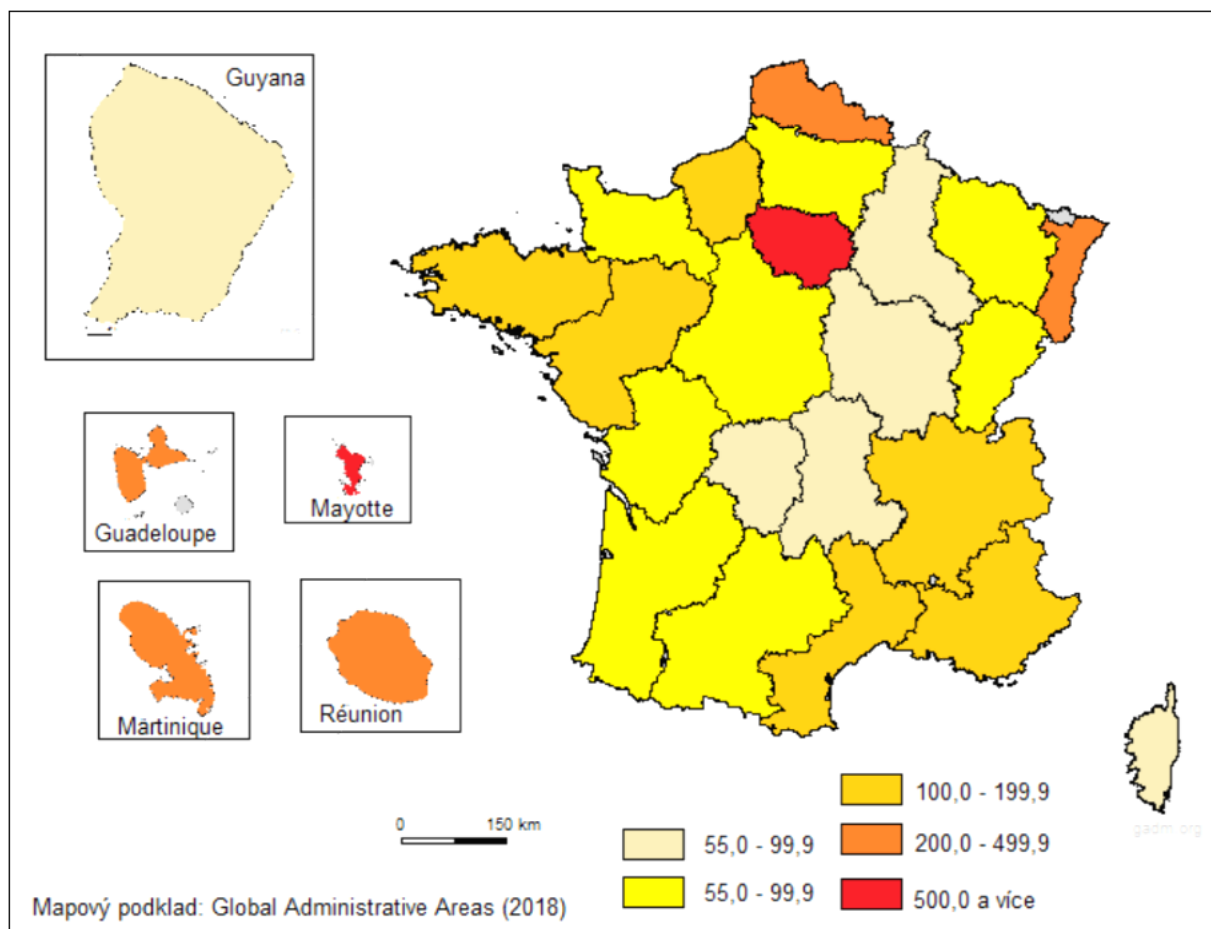 Guyana
Guadeloupe
Mayotte
Martinique
Réunion
0 150 km
55,0 - 99,9
55,0 - 99,9
100,0 - 199,9
200,0 - 499,9
500,0 a více
gadm.org
Mapový podklad: Global Administrative Areas (2018)